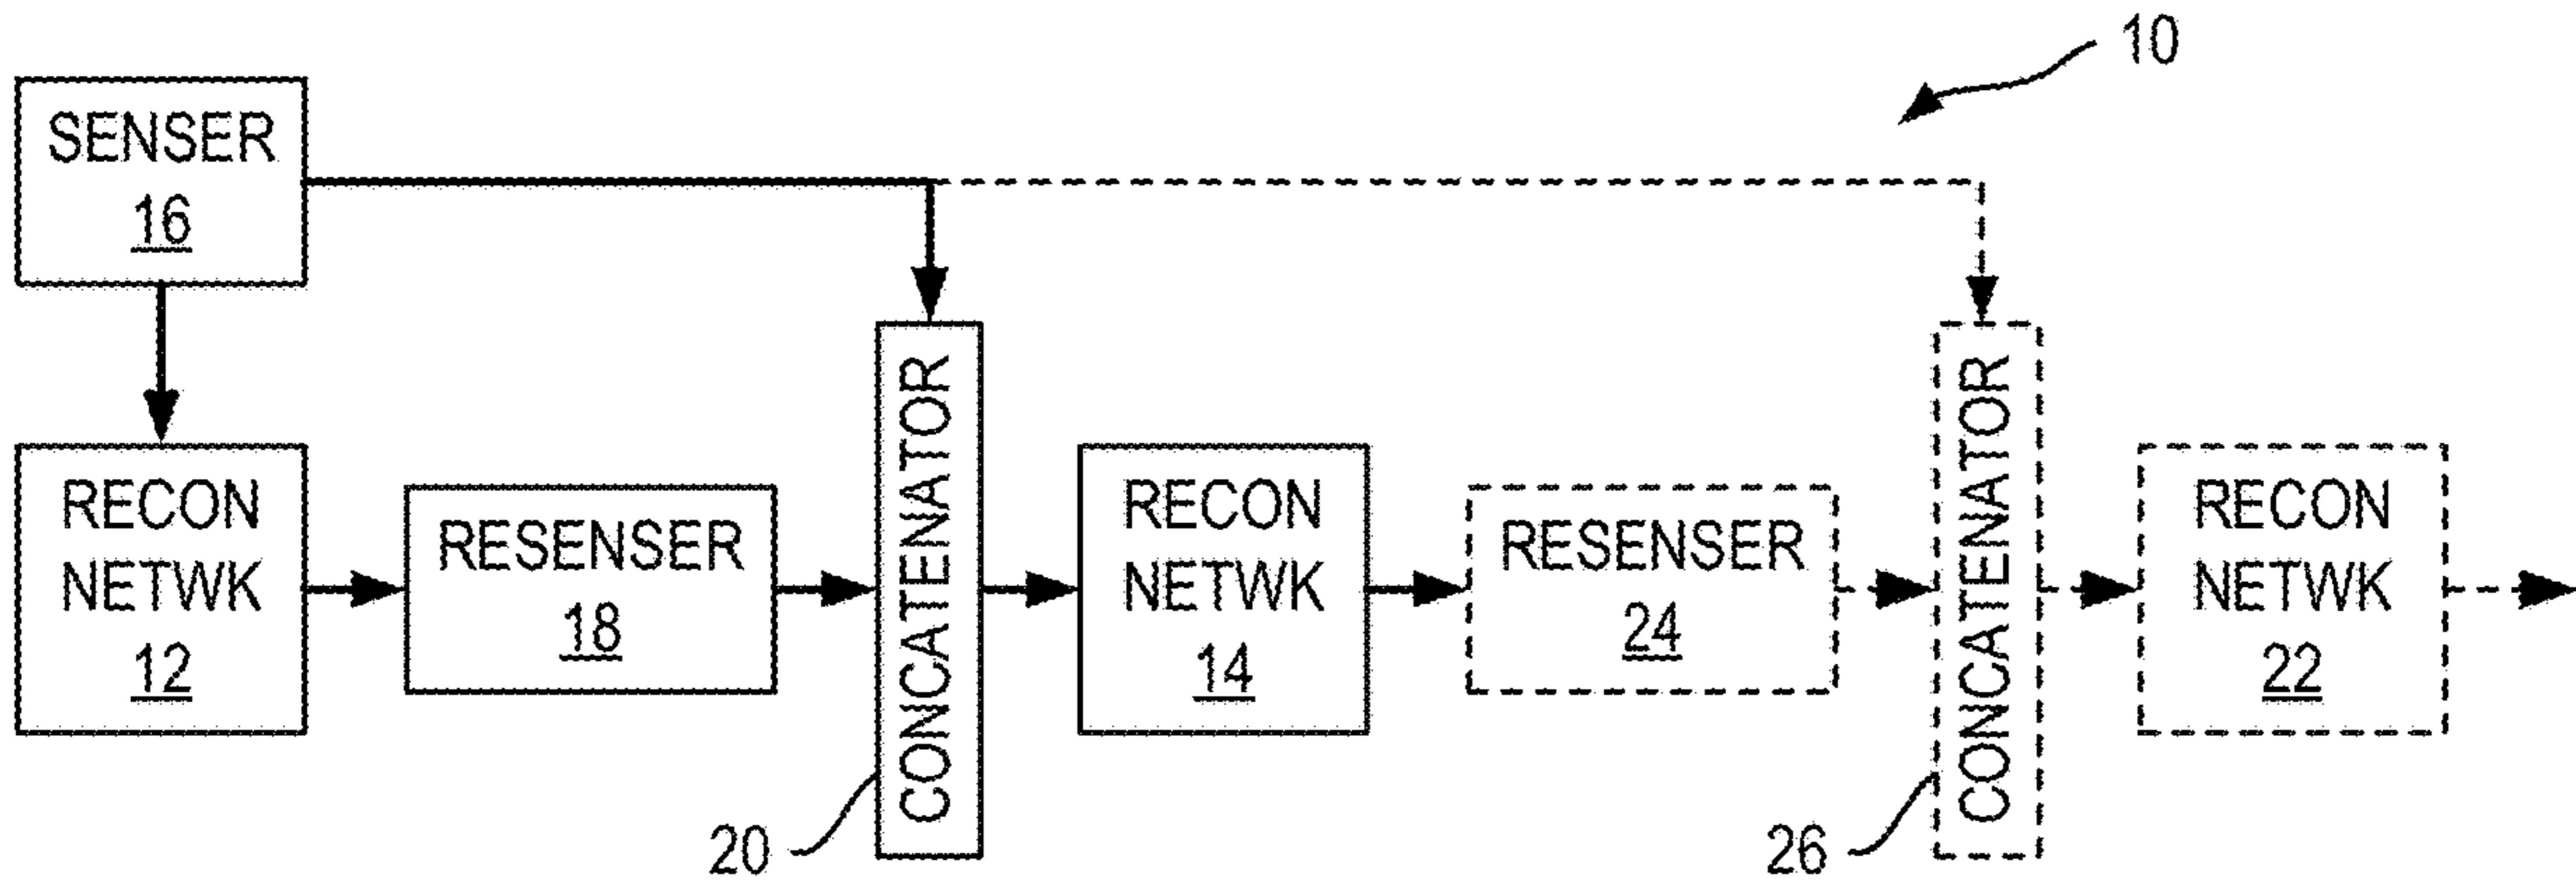 10
SENSER
16
RECON
NETWK
12
RESENSER
18
CONCATENATOR
20
RECON
NETWK
14
RESENSER
24
CONCATENATOR
26
RECON
NETWK
22